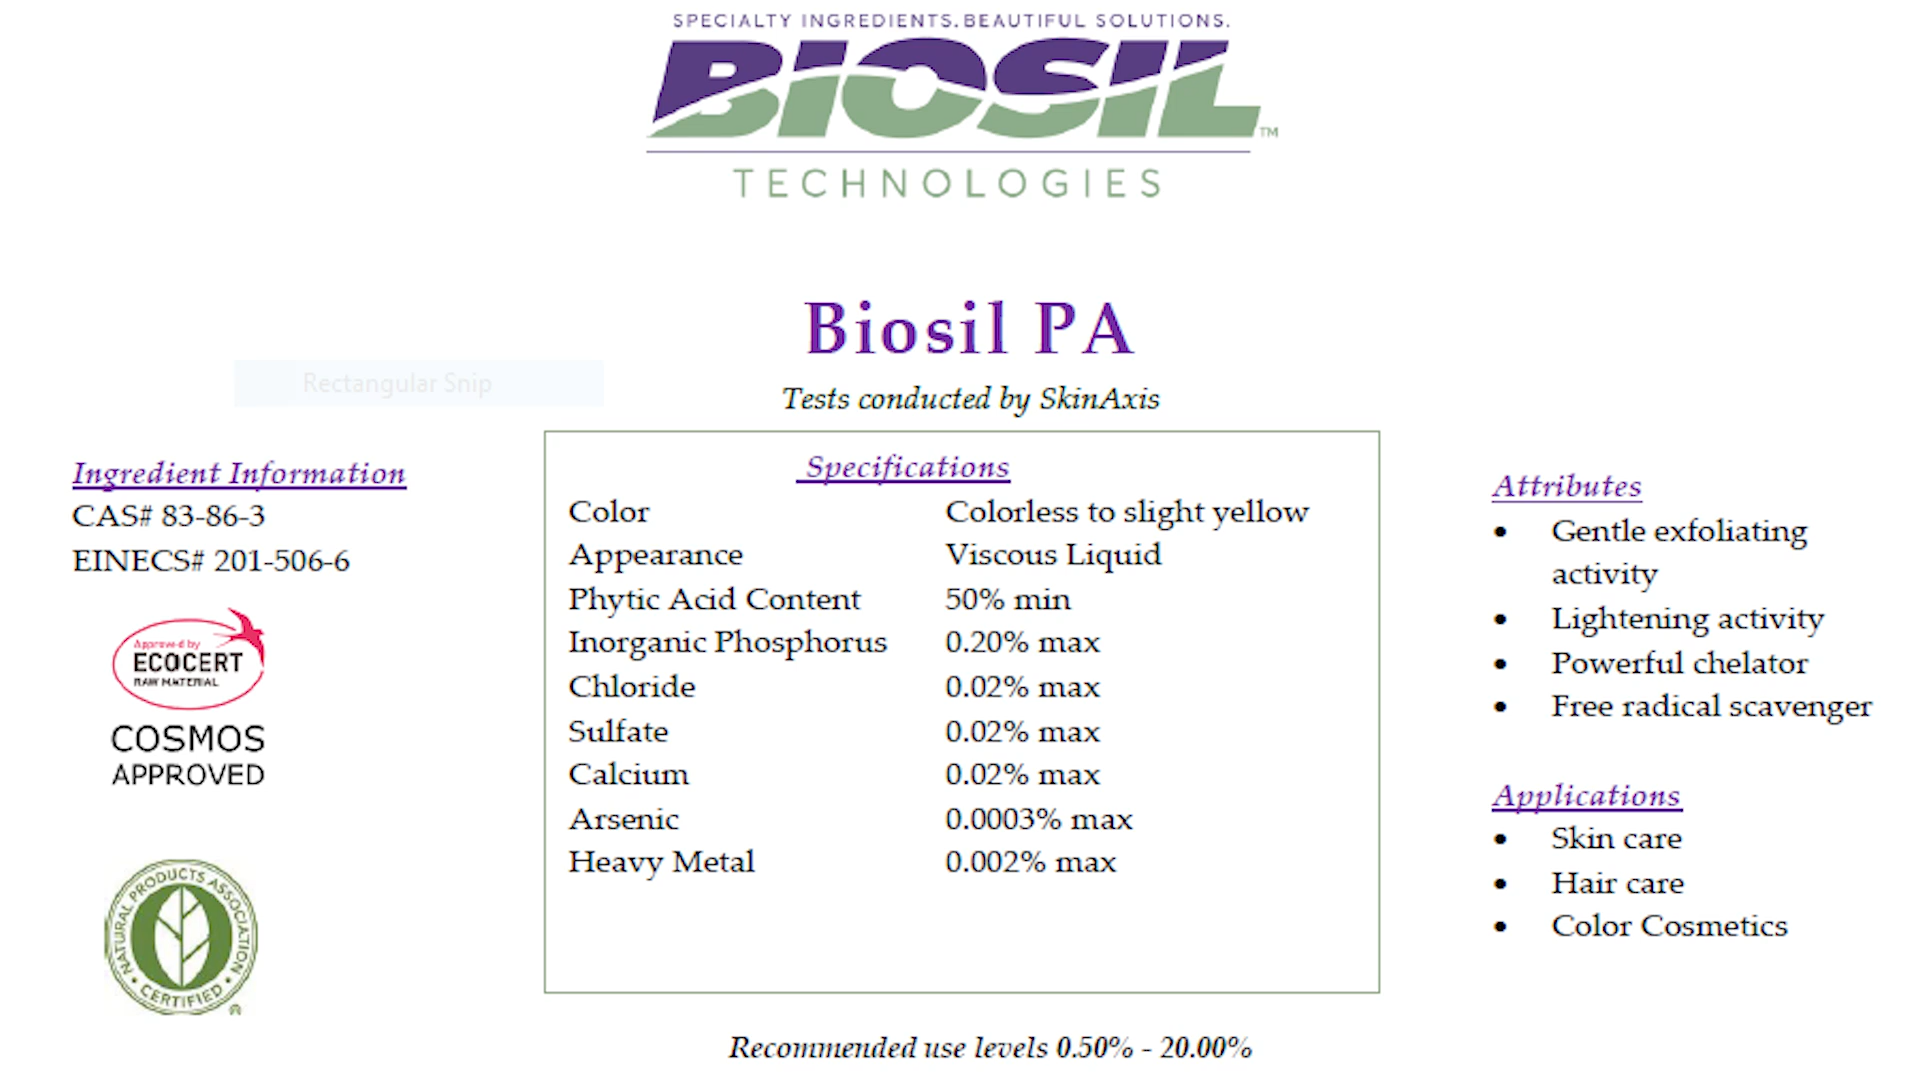 SPECIALTY INGREDIENTS. BEAUTIFUL SOLUTIONS.
BIOSIL™
TECHNOLOGIES
Biosil PA
Rectangular Snip
Tests conducted by SkinAxis
Ingredient Information
CAS# 83-86-3
EINECS# 201-506-6
Approved by
ECOCERT
RAW MATERIAL
COSMOS
APPROVED
NATURAL PRODUCTS ASSOCIATION
• CERTIFIED •
®
Specifications
Color Colorless to slight yellow
Appearance Viscous Liquid
Phytic Acid Content 50% min
Inorganic Phosphorus 0.20% max
Chloride 0.02% max
Sulfate 0.02% max
Calcium 0.02% max
Arsenic 0.0003% max
Heavy Metal 0.002% max
Attributes
• Gentle exfoliating
activity
• Lightening activity
• Powerful chelator
• Free radical scavenger
Applications
• Skin care
• Hair care
• Color Cosmetics
Recommended use levels 0.50% - 20.00%